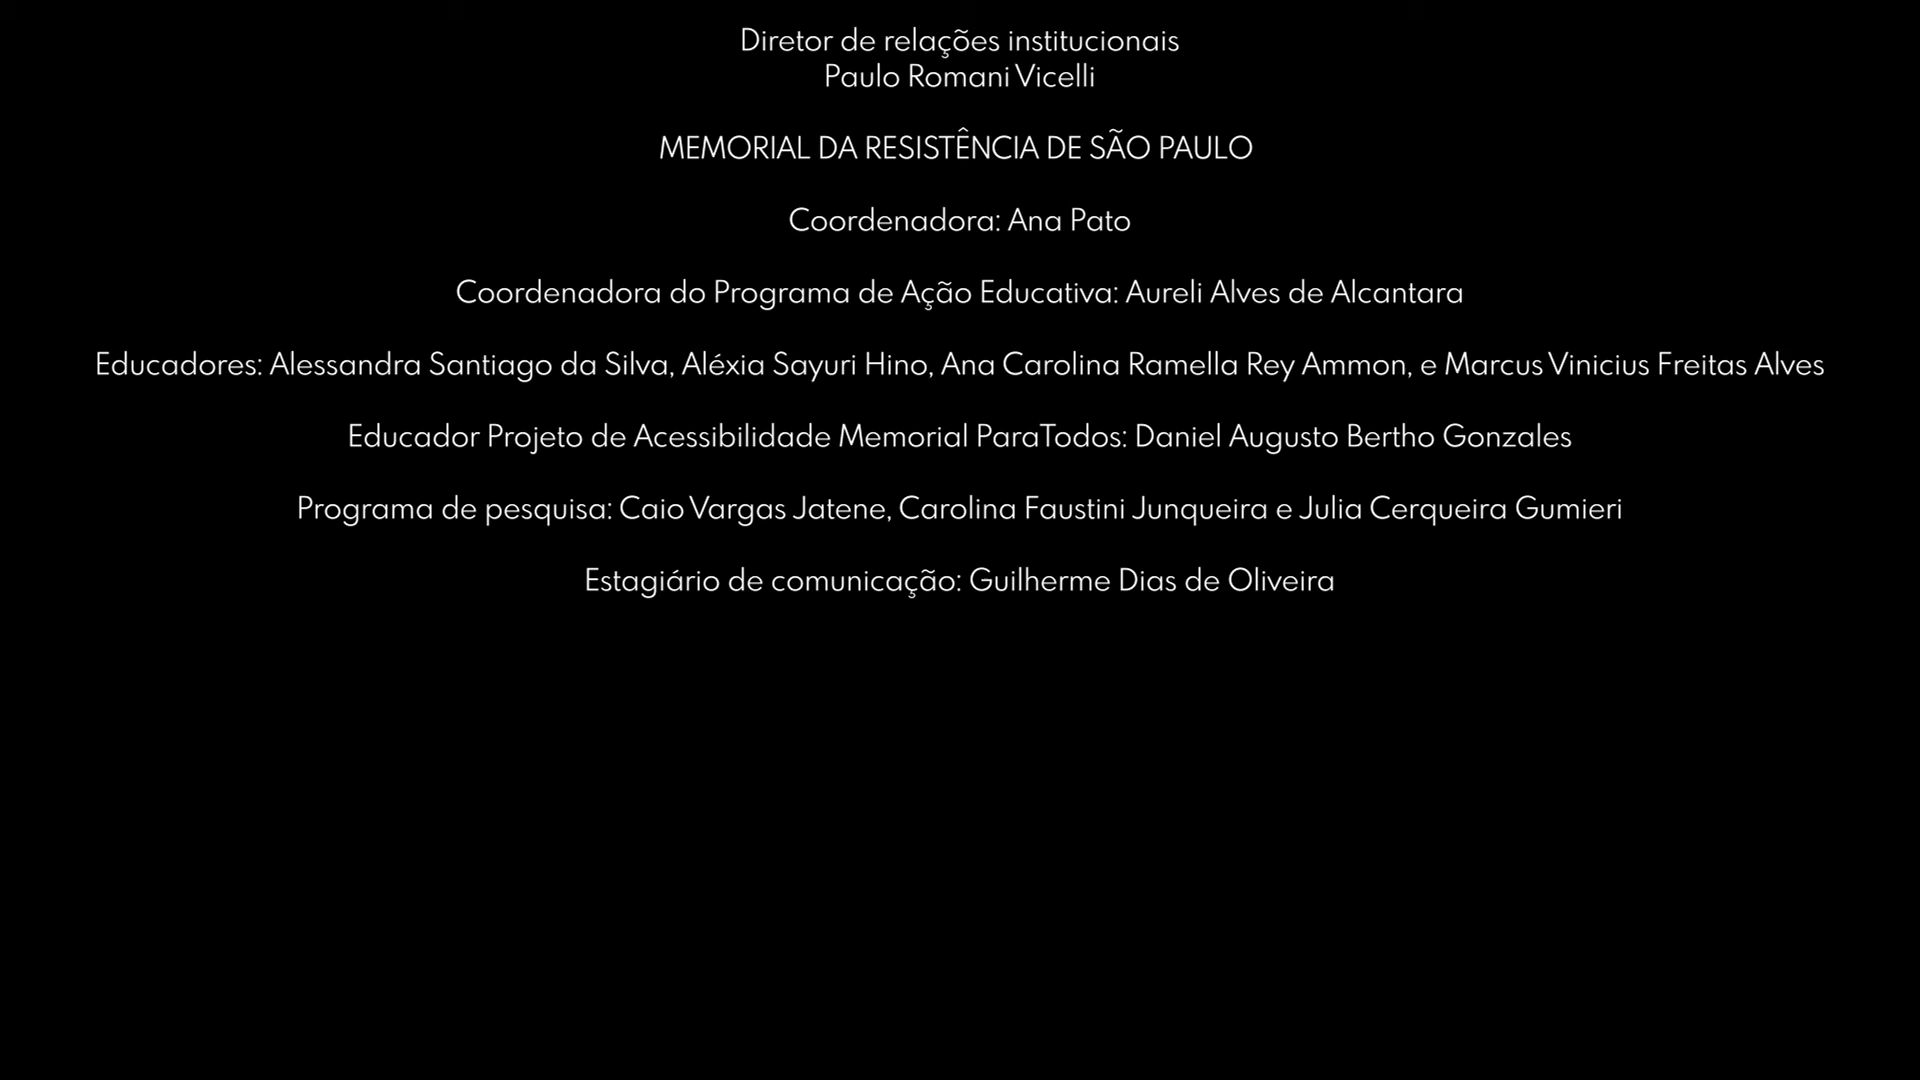 Diretor de relações institucionais
Paulo Romani Vicelli
MEMORIAL DA RESISTÊNCIA DE SÃO PAULO
Coordenadora: Ana Pato
Coordenadora do Programa de Ação Educativa: Aureli Alves de Alcantara
Educadores: Alessandra Santiago da Silva, Aléxia Sayuri Hino, Ana Carolina Ramella Rey Ammon, e Marcus Vinicius Freitas Alves
Educador Projeto de Acessibilidade Memorial ParaTodos: Daniel Augusto Bertho Gonzales
Programa de pesquisa: Caio Vargas Jatene, Carolina Faustini Junqueira e Julia Cerqueira Gumieri
Estagiário de comunicação: Guilherme Dias de Oliveira